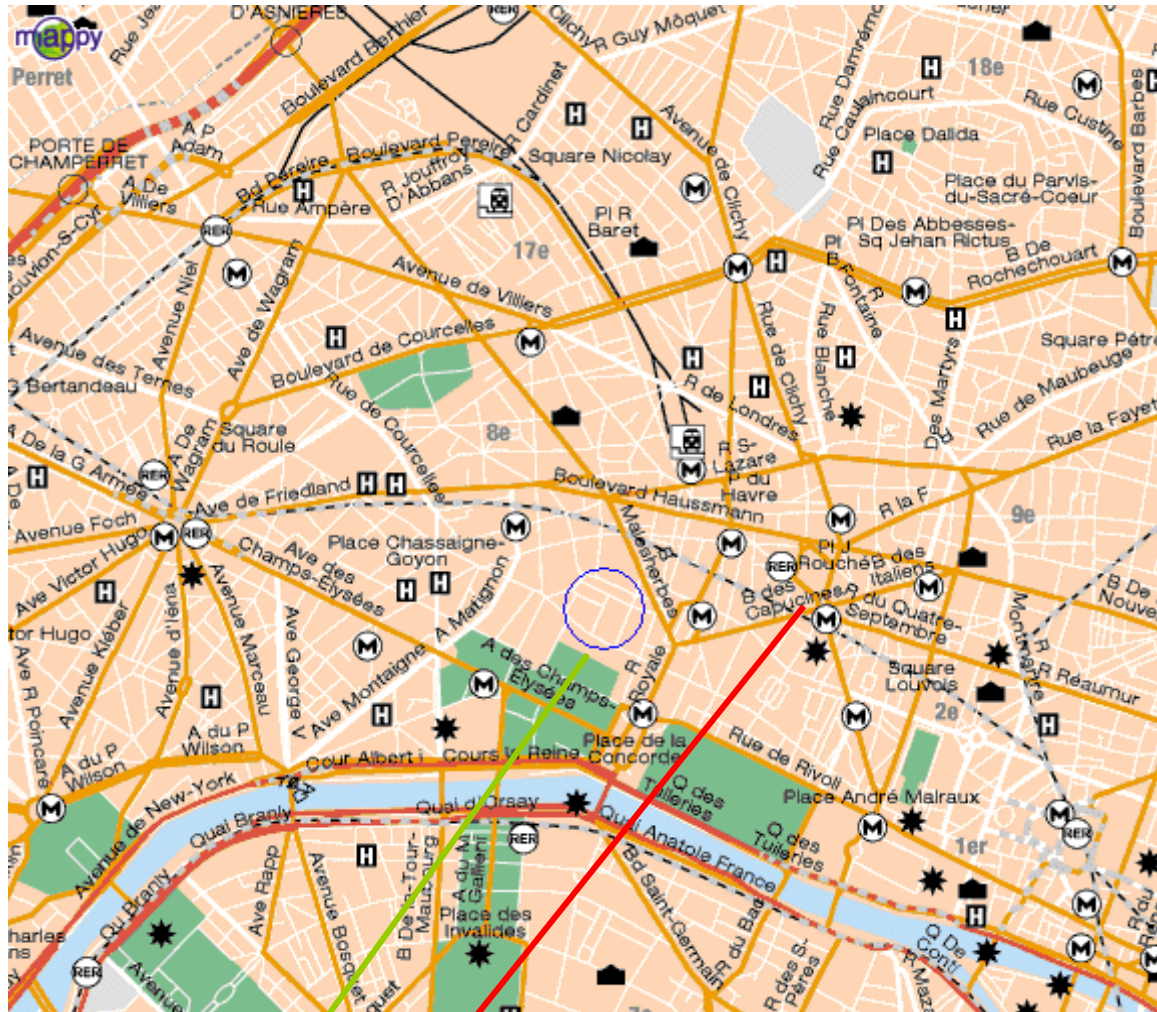 D'ASNIERES
RER
mappy
Perret
Clichy
R Guy Môquet
Boulevard Berthier
Rue Damrémont
18e
Rue Caulaincourt
Rue Custine
Boulevard Barbes
PORTE DE
CHAMPERRET
A P
Adam
R Cardinet
Avenue de Clichy
Place Dalida
Boulevard Pereire
Bd Pereire
Square Nicolay
A De
Villiers
R Jouffroy
D'Abbans
Rue Ampère
Place du Parvis-
du-Sacré-Coeur
Pl R
Baret
Pl Des Abbesses-
Sq Jehan Rictus
17e
B De
Rochechouart
Avenue Niel
Ave de Wagram
Avenue de Villiers
R Fontaine
Rue Blanche
Rue de Clichy
Boulevard de Courcelles
Avenue des Ternes
G Bertandeau
Square
du Roule
Rue de Courcelles
R de Londres
R Des Martyrs
Rue de Maubeuge
Rue la Fayet
A De la G Armée
A De
Wagram
8e
R S-
Lazare
P du
Havre
Avenue Foch
Ave de Friedland
Boulevard Haussmann
R la F
9e
Ave Victor Hugo
Ave des
Champs-Elysées
Place Chassaigne-
Goyon
Bd
Malesherbes
Pl J
Rouche
B des
Italiens
B des
Capucines
R du Quatre-
Septembre
B De
Nouve
tor Hugo
Avenue d'Iéna
Avenue Marceau
Ave George V
A Matignon
Ave Montaigne
A des Champs-
Elysées
R
Royale
Montmartre
R Réaumur
Square
Louvois
2e
Ave R Poincare
Avenue Kléber
A du P
Wilson
A du P
Wilson
Cour Albert i
Cours la Reine
Place de la
Concorde
Rue de Rivoli
Avenue de New-York
Quai Branly
Quai d'Orsay
Q des
Tuileries
Place André Malraux
Quai Anatole France
Q des
Tuileries
1er
Qu Branly
Ave Rapp
Avenue Bosquet
B De La Tour-
Maubourg
A du M
Gallieni
Place des
Invalides
Bd Saint-Germain
R du Bac
R des S-
Pères
Q De
Conti
R Maza
Avenue